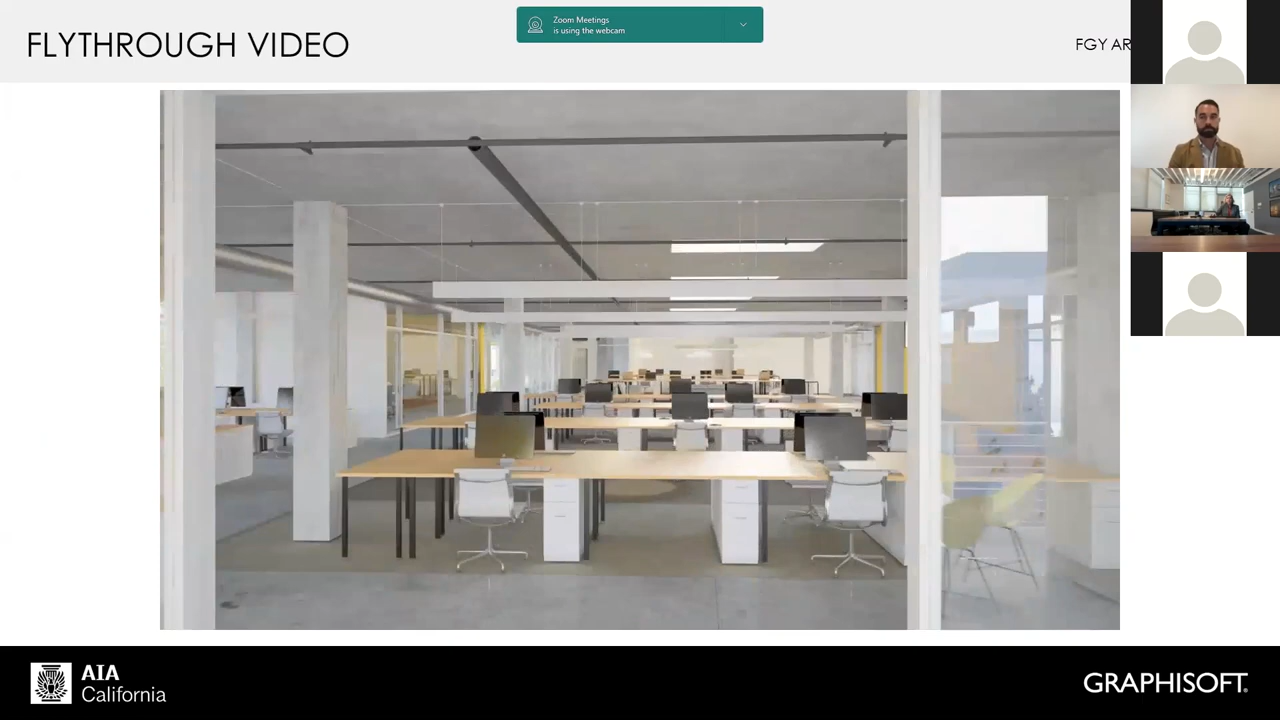 FLYTHROUGH VIDEO
Zoom Meetings
is using the webcam
FGY AR
AIA
California
GRAPHISOFT.